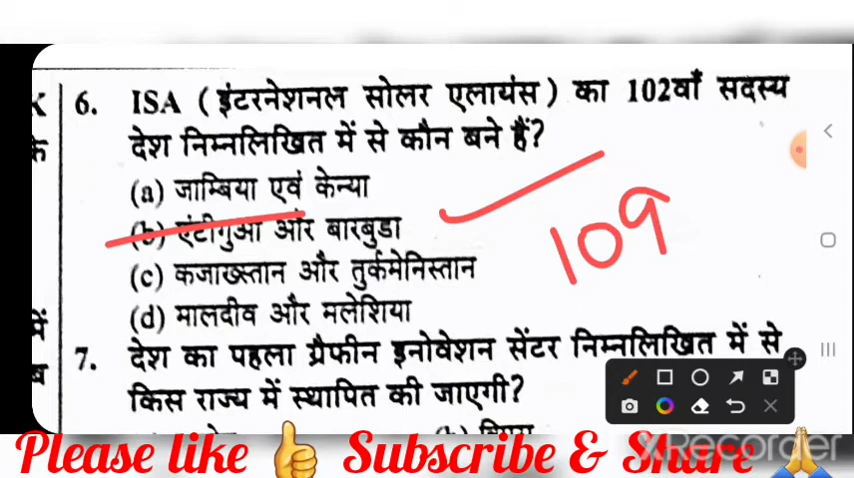 6. ISA (इंटरनेशनल सोलर एलायंस) का 102वाँ सदस्य
देश निम्नलिखित में से कौन बने हैं?
(a) जाम्बिया एवं केन्या
(b) एंटीगुआ और बारबुडा
(c) कजाख्स्तान और तुर्कमेनिस्तान
(d) मालदीव और मलेशिया
109
7. देश का पहला ग्रैफीन इनोवेशन सेंटर निम्नलिखित में से
किस राज्य में स्थापित की जाएगी?
Please like 👍 Subscribe & Share 🙏
XRecorder